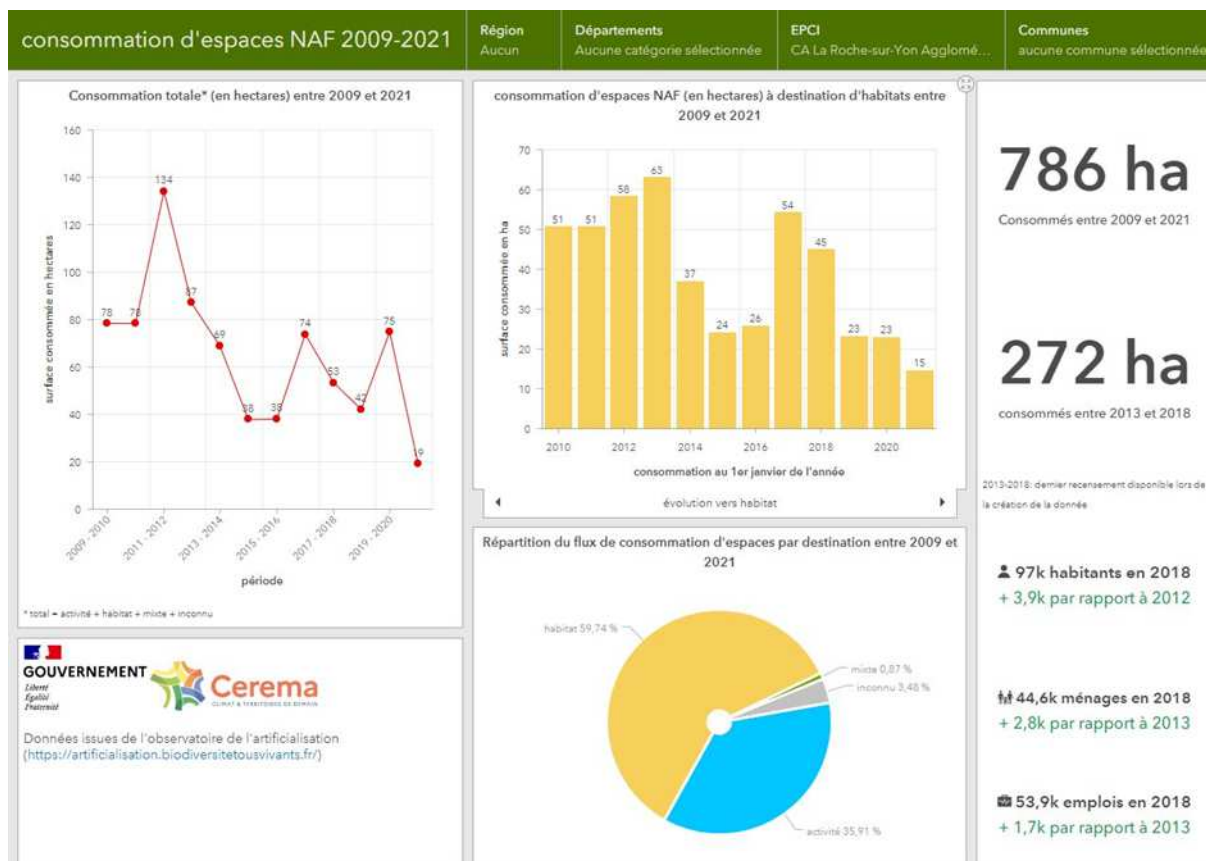 consommation d'espaces NAF 2009-2021
Région
Aucun
Départements
Aucune catégorie sélectionnée
EPCI
CA La Roche-sur-Yon Agglomé...
Communes
aucune commune sélectionnée
Consommation totale* (en hectares) entre 2009 et 2021
surface consommée en hectares
160
140
120
100
80
60
40
20
0
78
78
134
87
69
38
38
74
53
42
75
19
2009 - 2010
2011 - 2012
2013 - 2014
2015 - 2016
2017 - 2018
2019 - 2020
période
* total = activité + habitat + mixte + inconnu
GOUVERNEMENT
Liberté
Égalité
Fraternité
Cerema
CLIMAT & TERRITOIRES DE DEMAIN
Données issues de l'observatoire de l'artificialisation
(https://artificialisation.biodiversitetousvivants.fr/)
consommation d'espaces NAF (en hectares) à destination d'habitats entre
2009 et 2021
surface consommée en ha
70
60
50
40
30
20
10
0
51
51
58
63
37
24
26
54
45
23
23
15
2010
2012
2014
2016
2018
2020
consommation au 1er janvier de l'année
évolution vers habitat
Répartition du flux de consommation d'espaces par destination entre 2009 et
2021
habitat 59,74 %
mixte 0,87 %
inconnu 3,48 %
activité 35,91 %
786 ha
Consommés entre 2009 et 2021
272 ha
consommés entre 2013 et 2018
2013-2018: dernier recensement disponible lors de
la création de la donnée
97k habitants en 2018
+ 3,9k par rapport à 2012
44,6k ménages en 2018
+ 2,8k par rapport à 2013
53,9k emplois en 2018
+ 1,7k par rapport à 2013